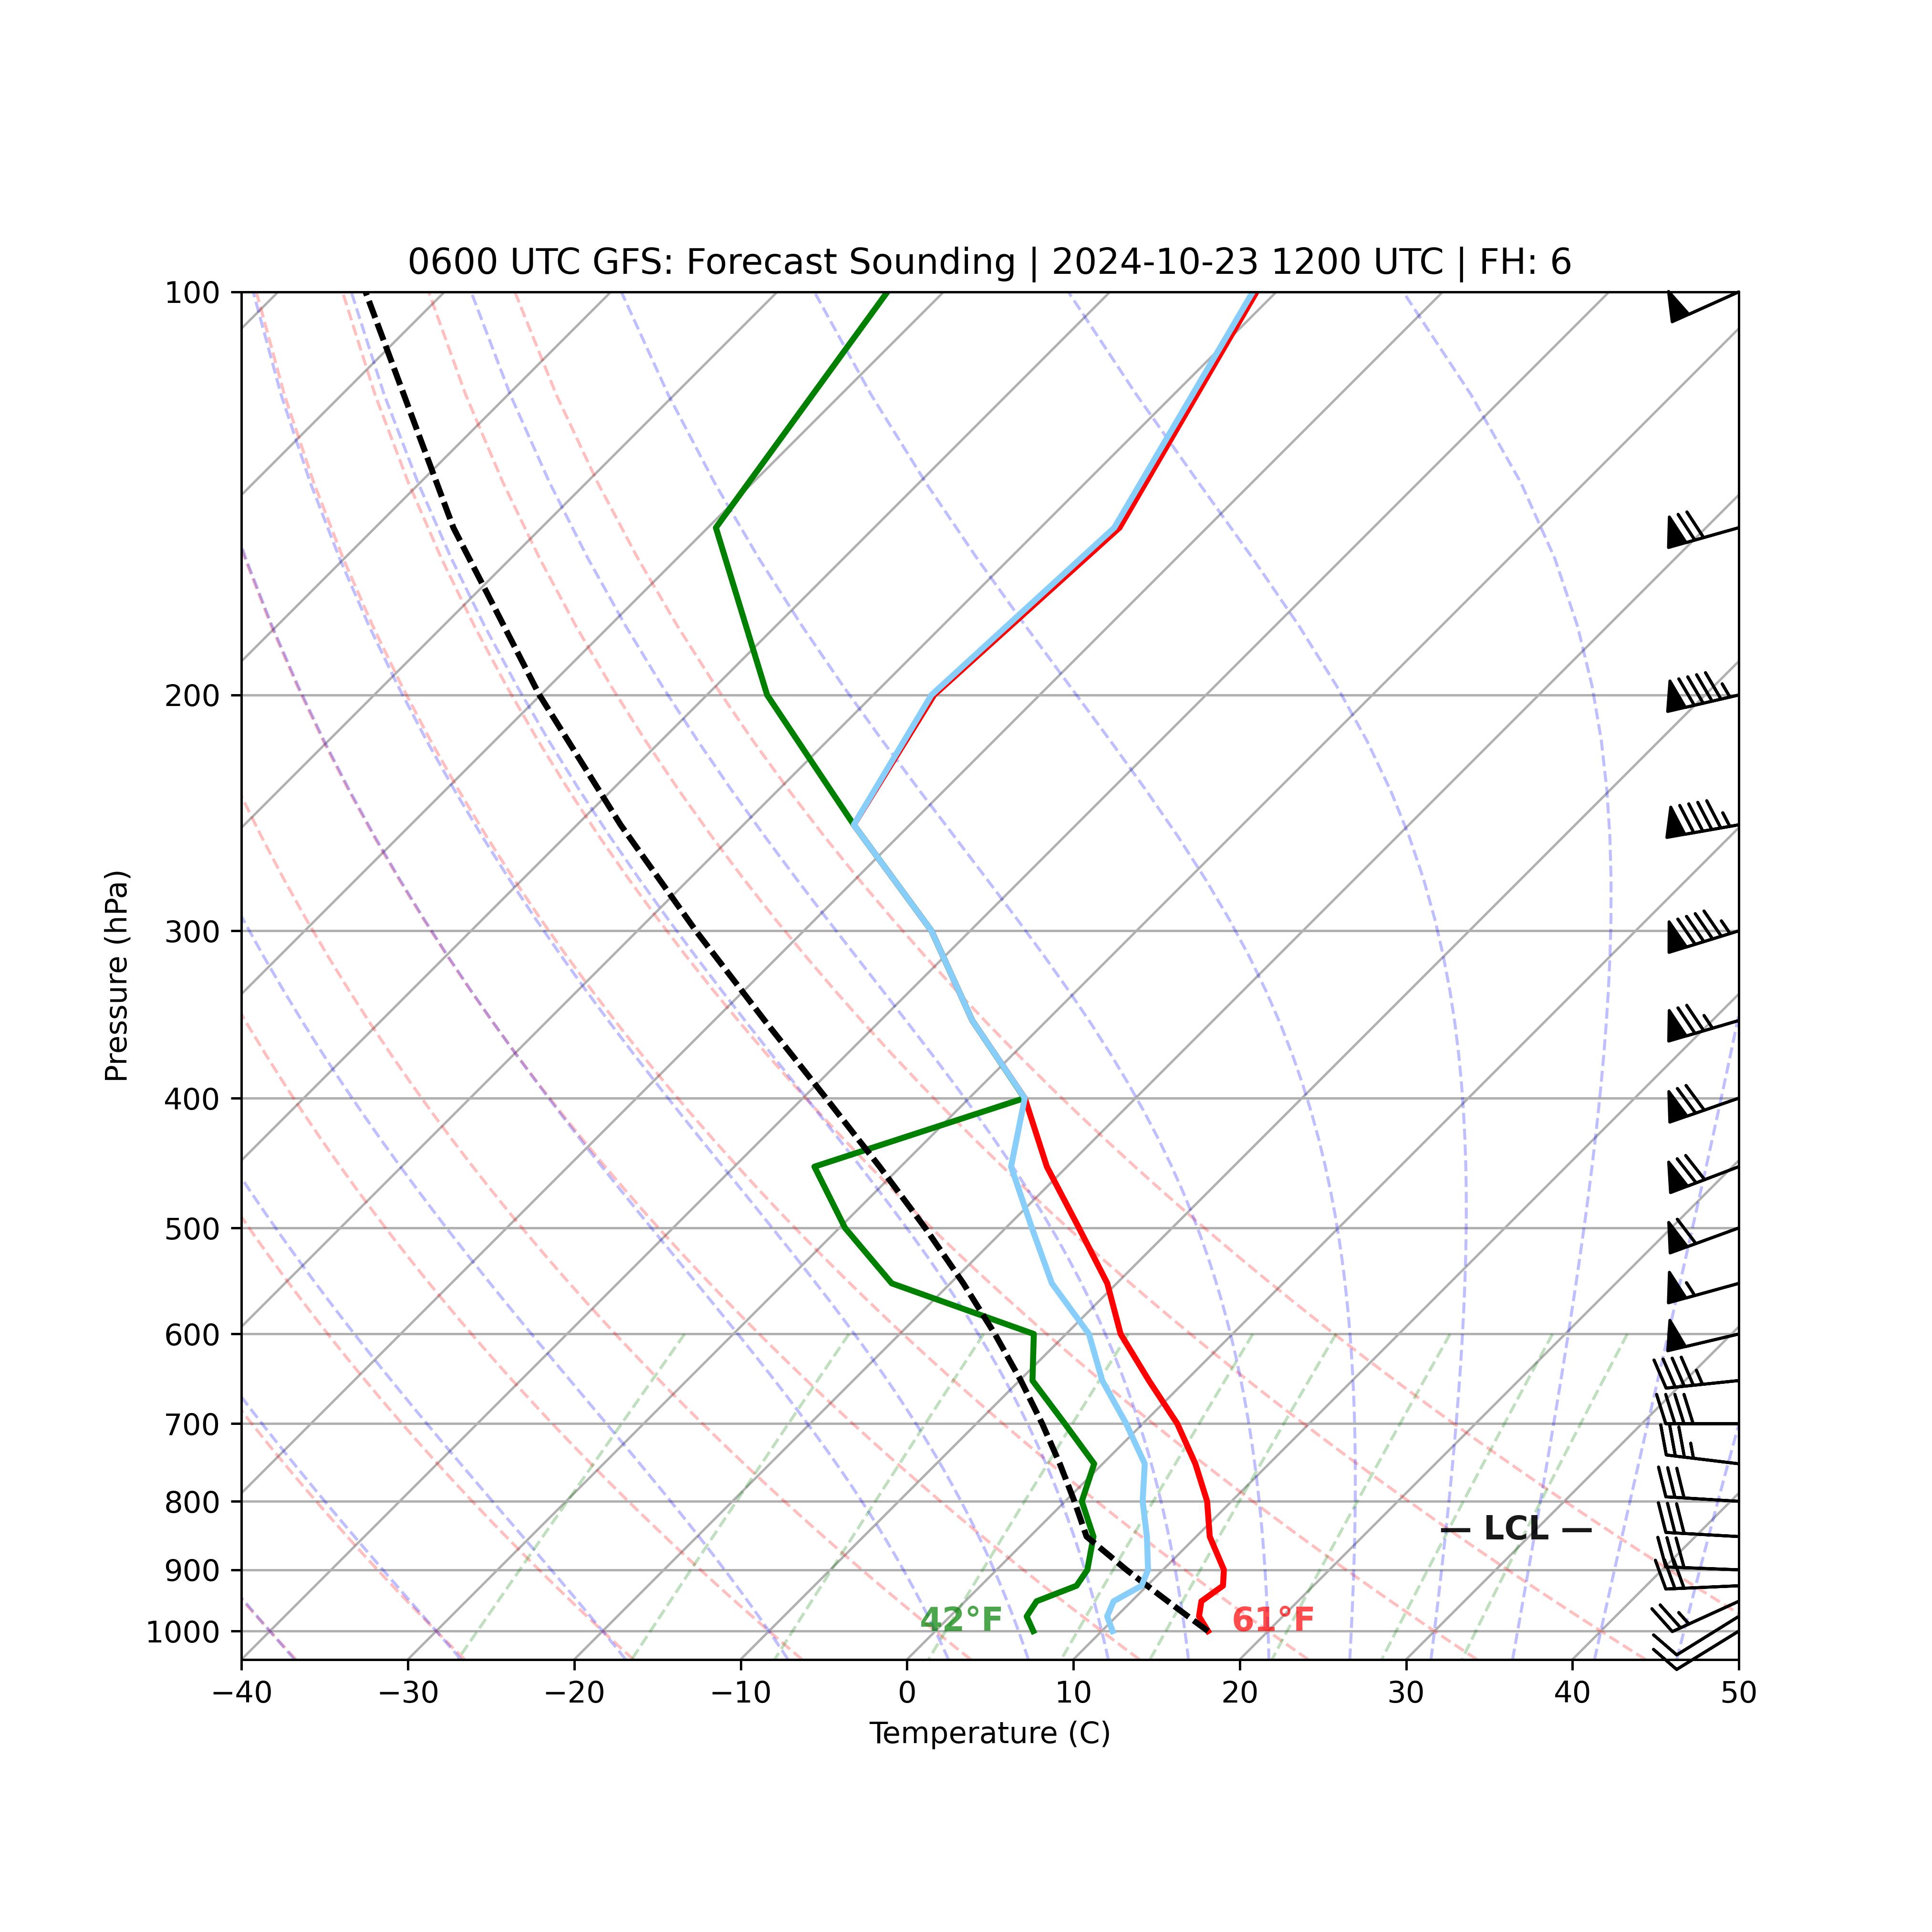 0600 UTC GFS: Forecast Sounding | 2024-10-23 1200 UTC | FH: 6
100
200
300
400
500
600
700
800
900
1000
Pressure (hPa)
— LCL —
42°F
61°F
−40 −30 −20 −10 0 10 20 30 40 50
Temperature (C)